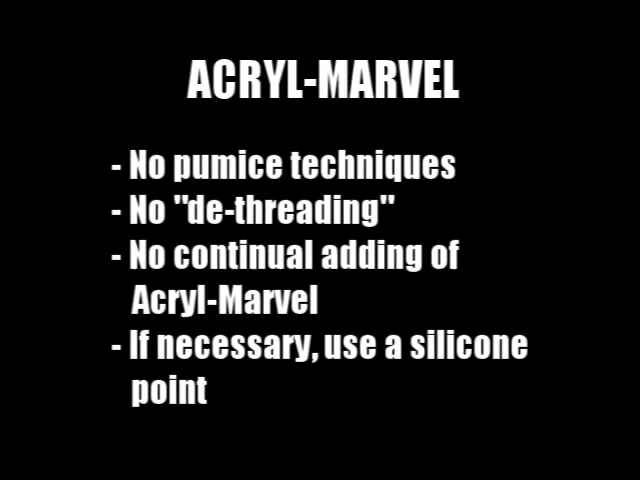 ACRYL-MARVEL
- No pumice techniques
- No "de-threading"
- No continual adding of
Acryl-Marvel
- If necessary, use a silicone
point